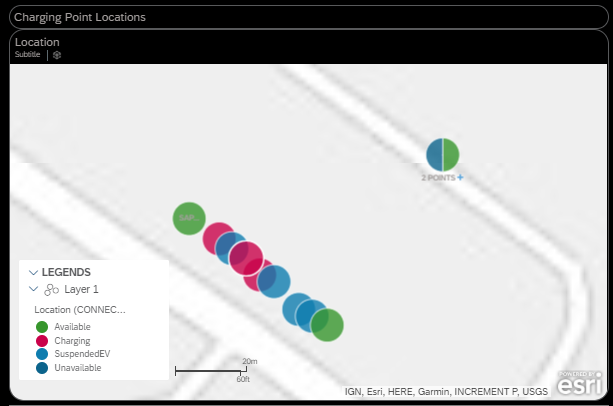 Charging Point Locations
Location
Subtitle
SAP...
2 POINTS +
LEGENDS
Layer 1
Location (CONNEC...
Available
Charging
SuspendedEV
Unavailable
20m
60ft
POWERED BY
esri
IGN, Esri, HERE, Garmin, INCREMENT P, USGS